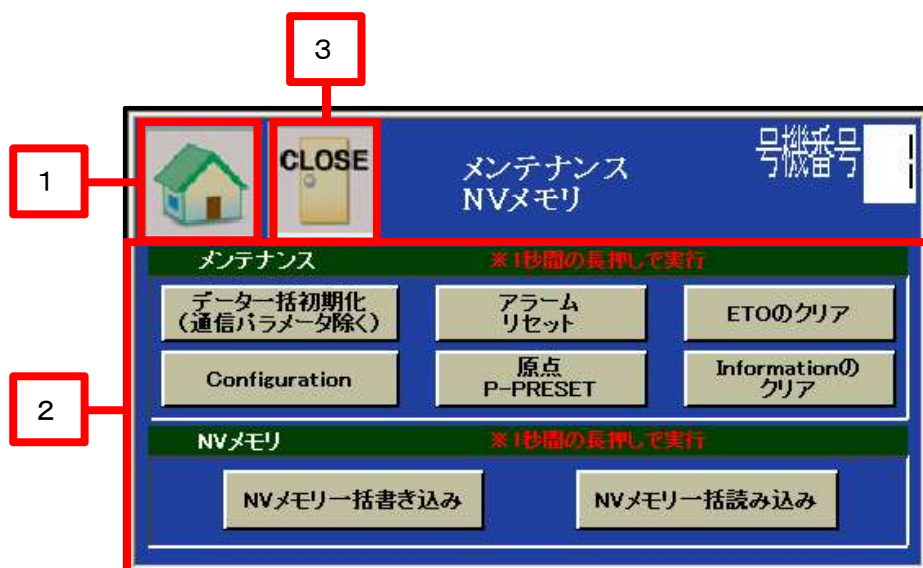 3
1
CLOSE
メンテナンス
NVメモリ
号機番号
メンテナンス
※1秒間の長押しで実行
データ一括初期化
(通信パラメータ除く)
アラーム
リセット
ETOのクリア
Configuration
原点
P-PRESET
Informationの
クリア
2
NVメモリ
※1秒間の長押しで実行
NVメモリ一括書き込み
NVメモリ一括読み込み